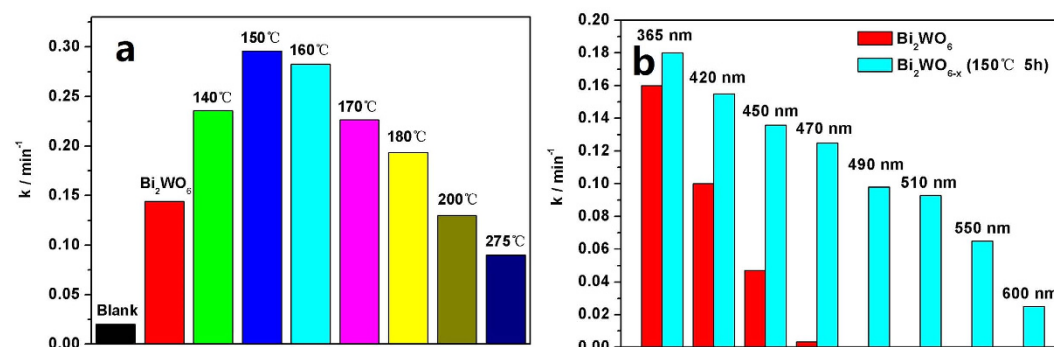 a
k / min⁻¹
0.30
0.25
0.20
0.15
0.10
0.05
0.00
Blank
Bi₂WO₆
140℃
150℃
160℃
170℃
180℃
200℃
275℃
b
k / min⁻¹
0.20
0.18
0.16
0.14
0.12
0.10
0.08
0.06
0.04
0.02
0.00
Bi₂WO₆
Bi₂WO₆₋ₓ (150℃ 5h)
365 nm
420 nm
450 nm
470 nm
490 nm
510 nm
550 nm
600 nm